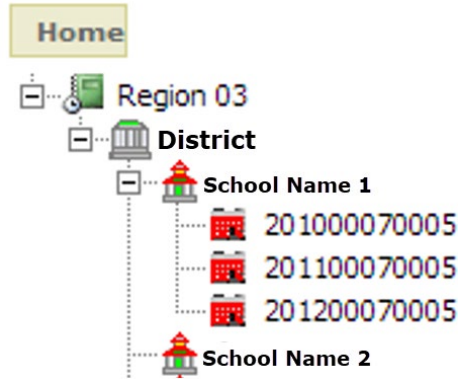 Home
Region 03
District
School Name 1
201000070005
201100070005
201200070005
School Name 2